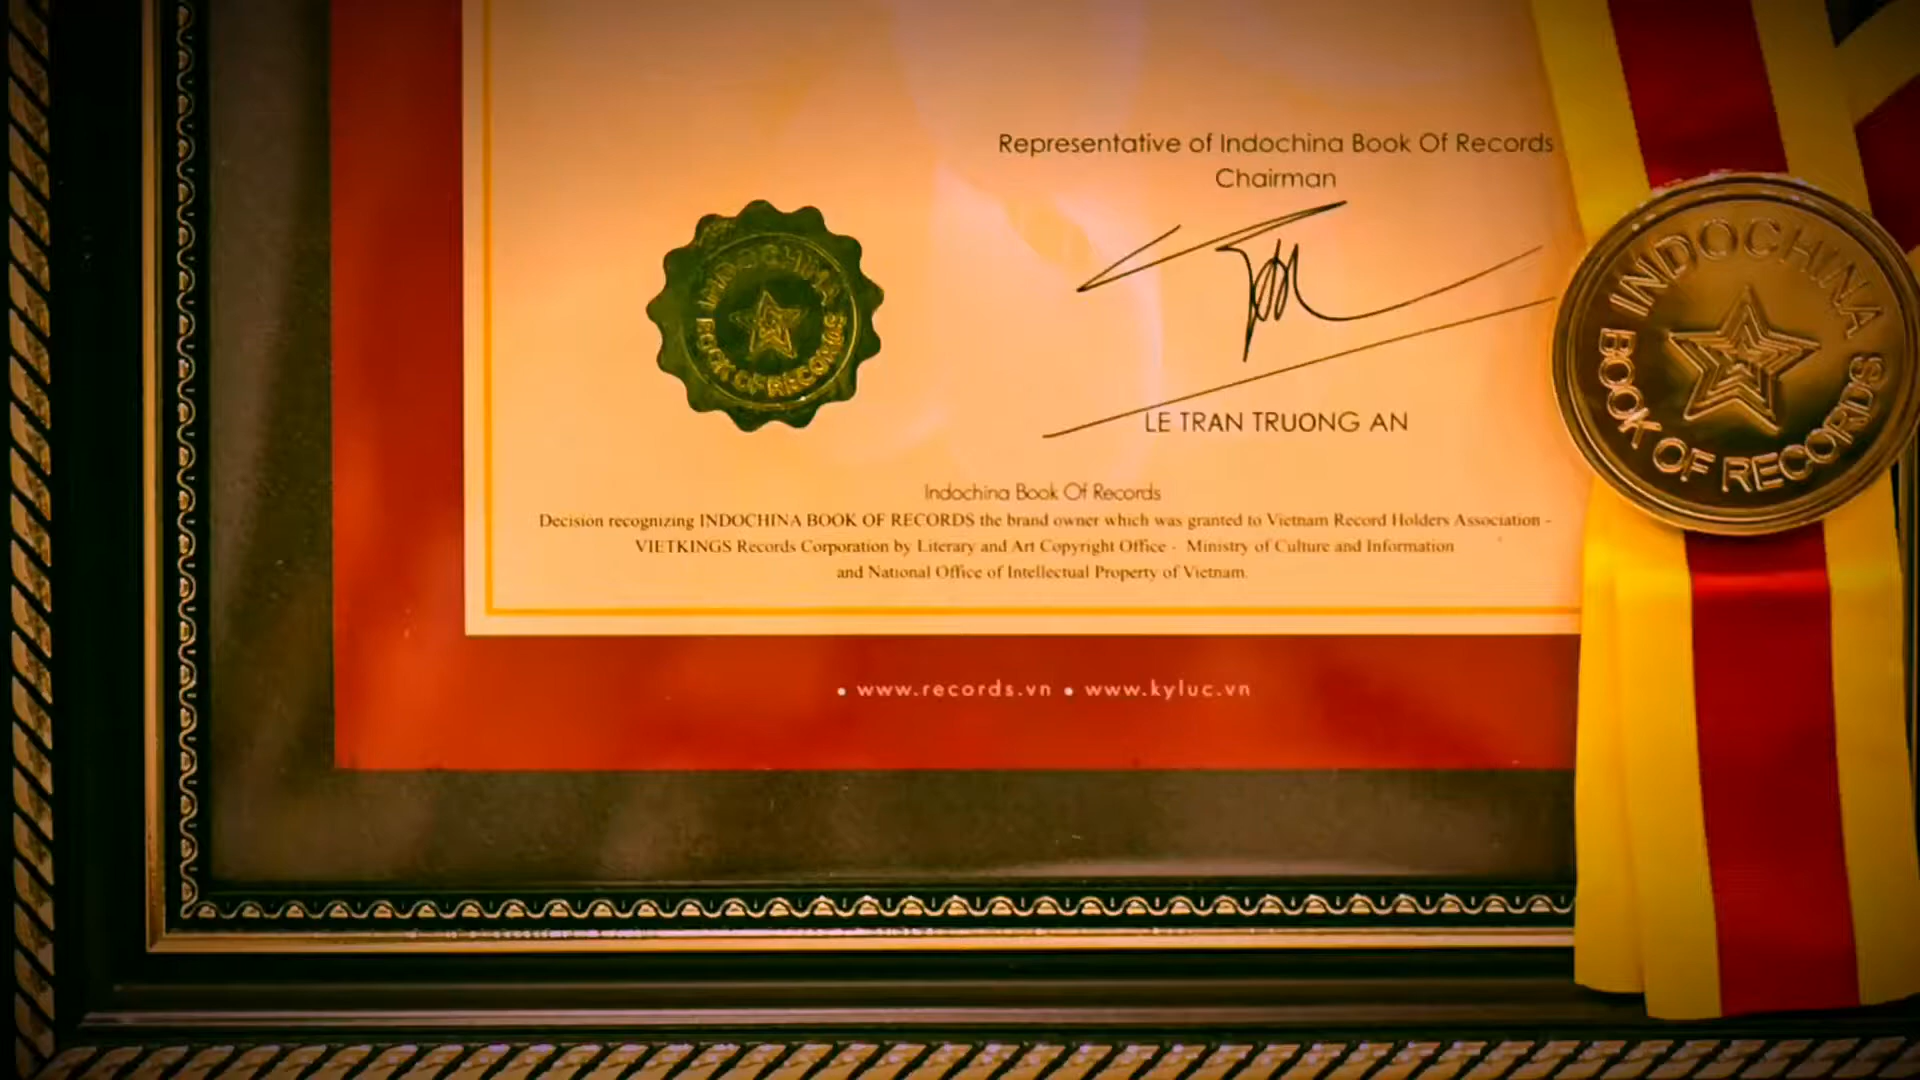 Representative of Indochina Book Of Records
Chairman
INDOCHINA
BOOK OF RECORDS
INDOCHINA
BOOK OF RECORDS
LE TRAN TRUONG AN
Indochina Book Of Records
Decision recognizing INDOCHINA BOOK OF RECORDS the brand owner which was granted to Vietnam Record Holders Association -
VIETKINGS Records Corporation by Literary and Art Copyright Office - Ministry of Culture and Information
and National Office of Intellectual Property of Vietnam.
• www.records.vn • www.kyluc.vn